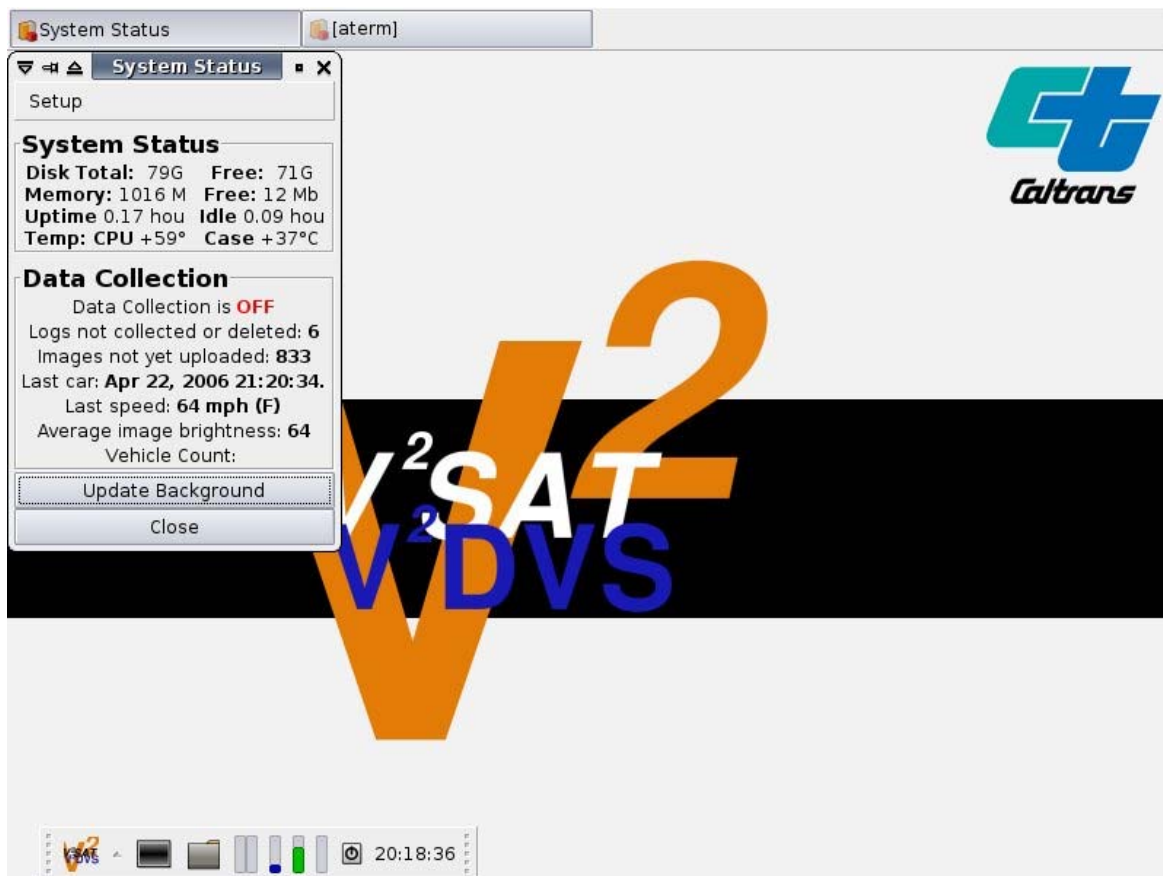 System Status
[aterm]
System Status
Setup
System Status
Disk Total: 79G Free: 71G
Memory: 1016 M Free: 12 Mb
Uptime 0.17 hou Idle 0.09 hou
Temp: CPU +59° Case +37°C
Data Collection
Data Collection is OFF
Logs not collected or deleted: 6
Images not yet uploaded: 833
Last car: Apr 22, 2006 21:20:34.
Last speed: 64 mph (F)
Average image brightness: 64
Vehicle Count:
Update Background
Close
Caltrans
V2
V2SAT
V2DVS
20:18:36